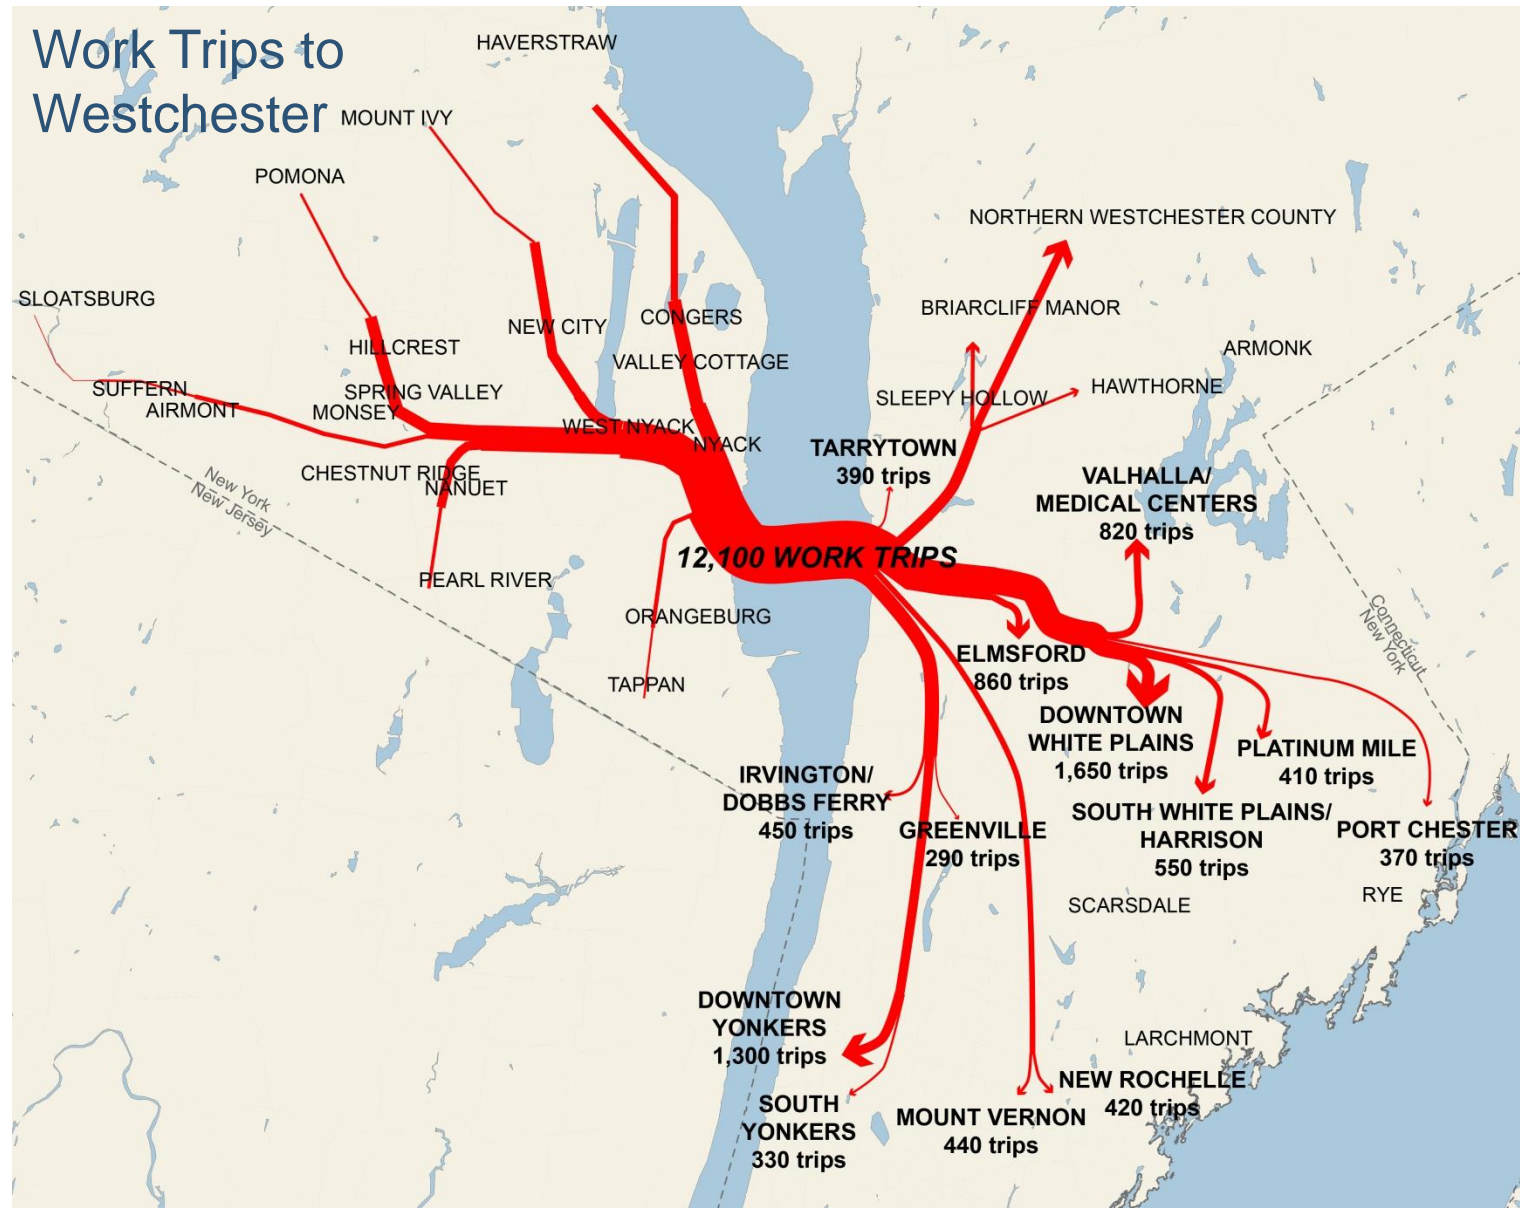 Work Trips to
Westchester
HAVERSTRAW
MOUNT IVY
POMONA
NORTHERN WESTCHESTER COUNTY
SLOATSBURG
BRIARCLIFF MANOR
CONGERS
NEW CITY
HILLCREST
ARMONK
VALLEY COTTAGE
SUFFERN
SPRING VALLEY
HAWTHORNE
SLEEPY HOLLOW
AIRMONT
MONSEY
WEST NYACK
NYACK
TARRYTOWN
390 trips
CHESTNUT RIDGE
NANUET
VALHALLA/
MEDICAL CENTERS
820 trips
New York
New Jersey
12,100 WORK TRIPS
PEARL RIVER
ORANGEBURG
Connecticut
New York
ELMSFORD
860 trips
TAPPAN
DOWNTOWN
WHITE PLAINS
1,650 trips
PLATINUM MILE
410 trips
IRVINGTON/
DOBBS FERRY
450 trips
GREENVILLE
290 trips
SOUTH WHITE PLAINS/
HARRISON
550 trips
PORT CHESTER
370 trips
RYE
SCARSDALE
DOWNTOWN
YONKERS
1,300 trips
LARCHMONT
NEW ROCHELLE
420 trips
SOUTH
YONKERS
330 trips
MOUNT VERNON
440 trips